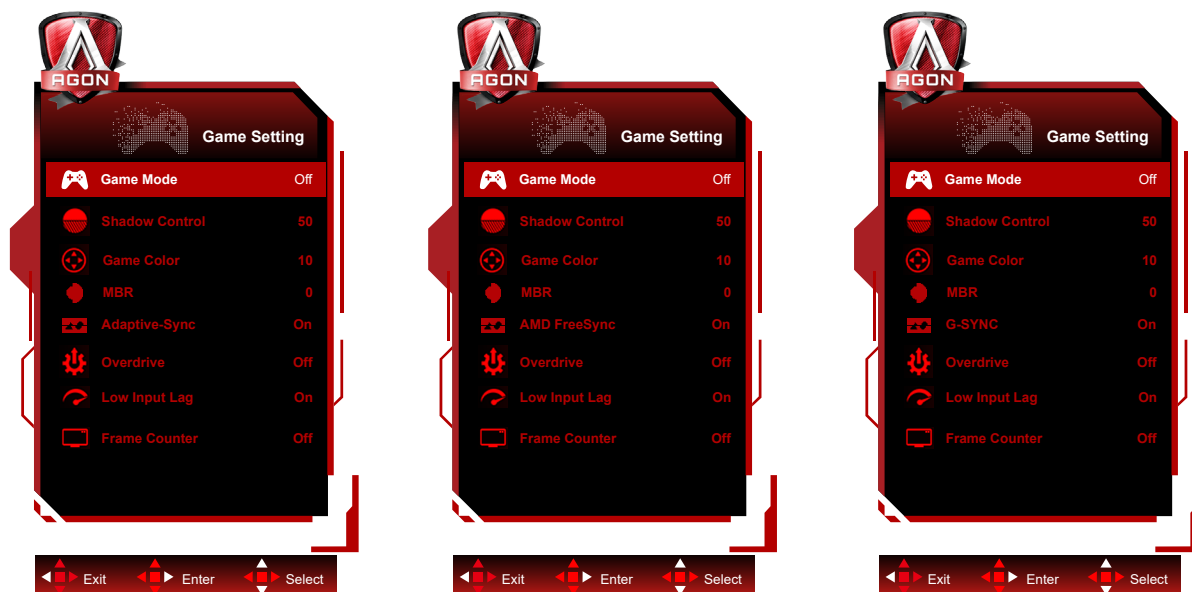 AGON
Game Setting
Game Mode Off
Shadow Control 50
Game Color 10
MBR 0
Adaptive-Sync On
Overdrive Off
Low Input Lag On
Frame Counter Off
Exit Enter Select
AGON
Game Setting
Game Mode Off
Shadow Control 50
Game Color 10
MBR 0
AMD FreeSync On
Overdrive Off
Low Input Lag On
Frame Counter Off
Exit Enter Select
AGON
Game Setting
Game Mode Off
Shadow Control 50
Game Color 10
MBR 0
G-SYNC On
Overdrive Off
Low Input Lag On
Frame Counter Off
Exit Enter Select